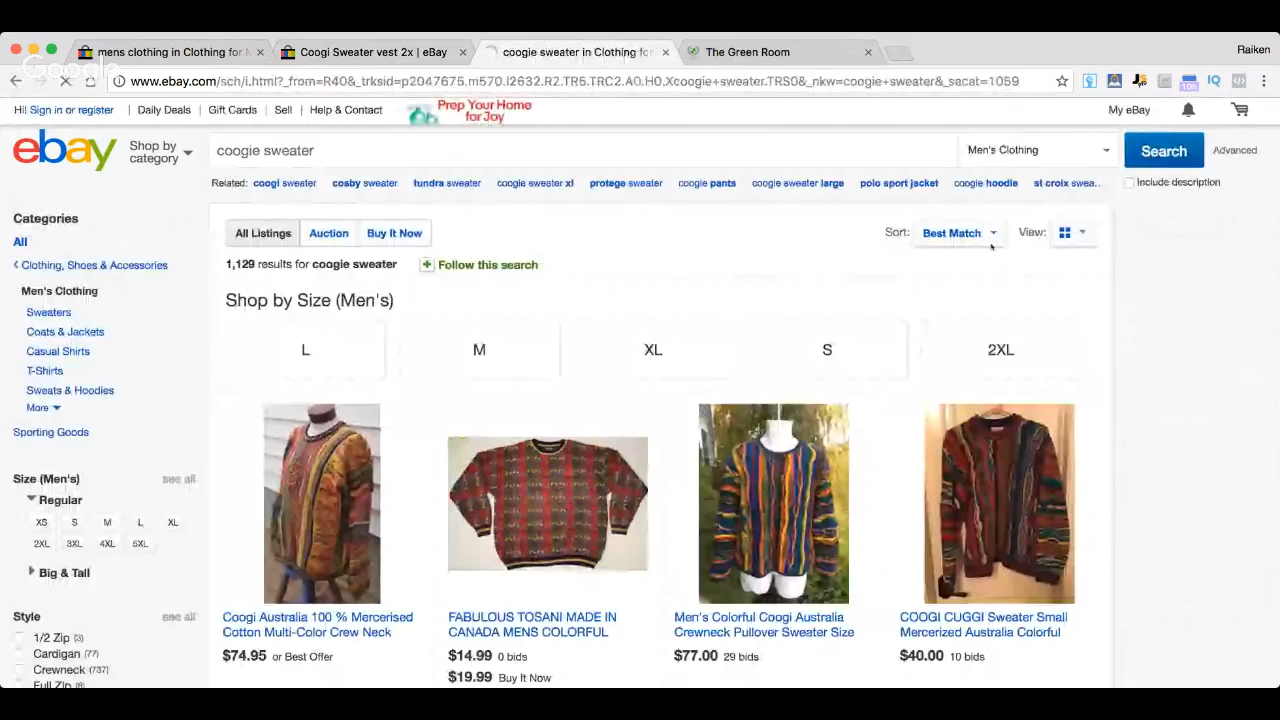 mens clothing in Clothing for M
Coogi Sweater vest 2x | eBay
coogie sweater in Clothing fo
The Green Room
Raiken
Google
www.ebay.com/sch/i.html?_from=R40&_trksid=p2047675.m570.l2632.R2.TR5.TRC2.A0.H0.Xcoogie+sweater.TRS0&_nkw=coogie+sweater&_sacat=1059
Hi! Sign in or register
Daily Deals
Gift Cards
Sell
Help & Contact
Prep Your Home
for Joy
My eBay
ebay
Shop by
category
coogie sweater
Men's Clothing
Search
Advanced
Related:
coogi sweater
cosby sweater
tundra sweater
coogie sweater xl
protege sweater
coogie pants
coogie sweater large
polo sport jacket
coogie hoodie
st croix swea...
Include description
Categories
All
Clothing, Shoes & Accessories
Men's Clothing
Sweaters
Coats & Jackets
Casual Shirts
T-Shirts
Sweats & Hoodies
More
Sporting Goods
Size (Men's)
see all
Regular
XS S M L XL
2XL 3XL 4XL 5XL
Big & Tall
Style
see all
1/2 Zip (3)
Cardigan (77)
Crewneck (737)
Full Zip (6)
All Listings
Auction
Buy It Now
Sort:
Best Match
View:
1,129 results for coogie sweater
Follow this search
Shop by Size (Men's)
L
M
XL
S
2XL
Coogi Australia 100 % Mercerised
Cotton Multi-Color Crew Neck
$74.95 or Best Offer
FABULOUS TOSANI MADE IN
CANADA MENS COLORFUL
$14.99 0 bids
$19.99 Buy It Now
Men's Colorful Coogi Australia
Crewneck Pullover Sweater Size
$77.00 29 bids
COOGI CUGGI Sweater Small
Mercerized Australia Colorful
$40.00 10 bids